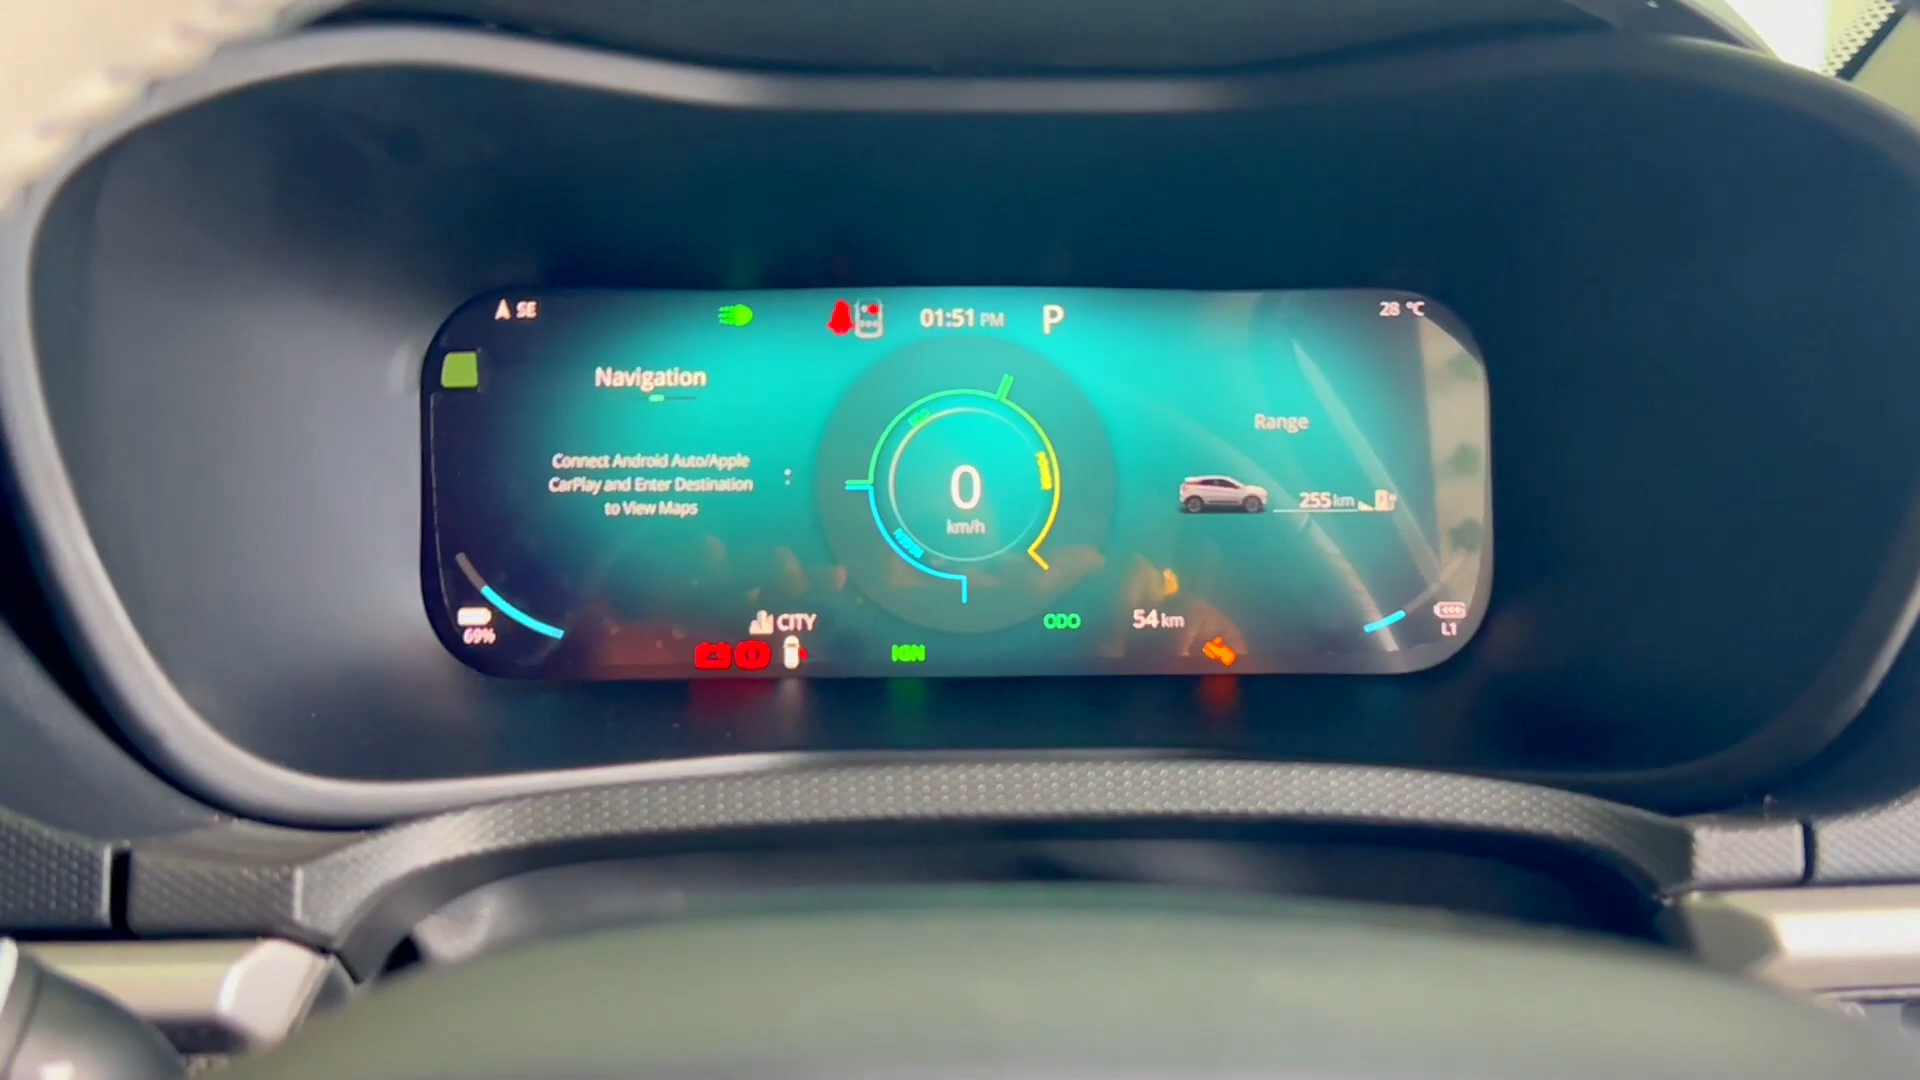 SE
01:51 PM
P
28 °C
Navigation
Connect Android Auto/Apple
CarPlay and Enter Destination
to View Maps
POWER
0
km/h
Range
255 km
69%
CITY
ODO
54 km
L1
IGN